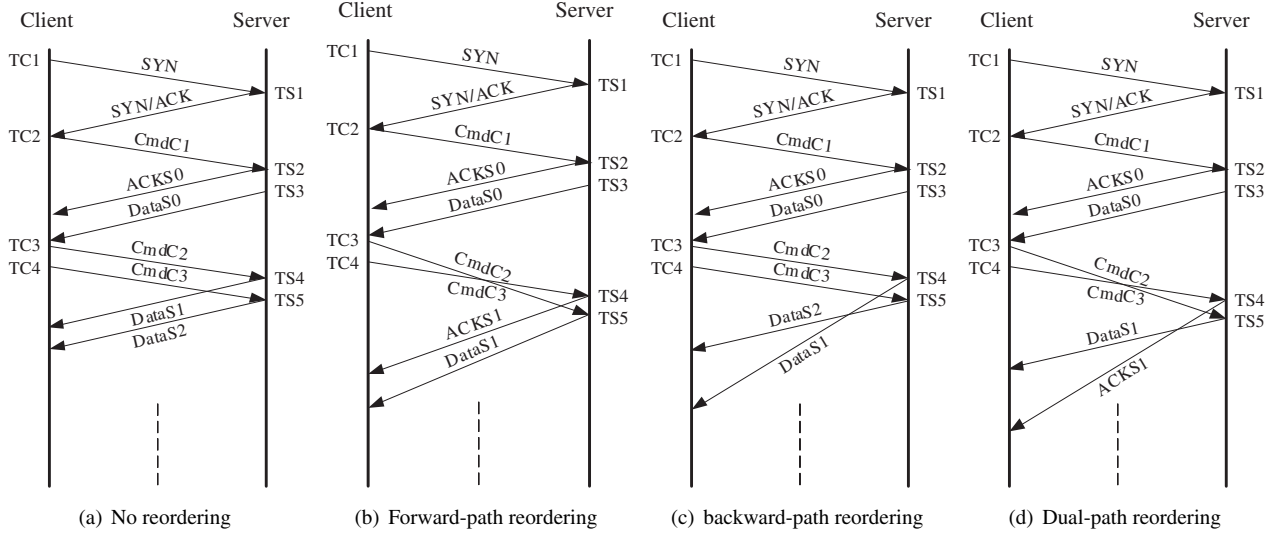 Client Server
TC1
SYN
TS1
SYN/ACK
TC2
CmdC1
TS2
ACKS0
TS3
DataS0
TC3
CmdC2
TC4
CmdC3
TS4
TS5
DataS1
DataS2
(a) No reordering
Client Server
TC1
SYN
TS1
SYN/ACK
TC2
CmdC1
TS2
ACKS0
TS3
DataS0
TC3
CmdC2
TC4
CmdC3
TS4
TS5
ACKS1
DataS1
(b) Forward-path reordering
Client Server
TC1
SYN
TS1
SYN/ACK
TC2
CmdC1
TS2
ACKS0
TS3
DataS0
TC3
CmdC2
TC4
CmdC3
TS4
TS5
DataS2
DataS1
(c) backward-path reordering
Client Server
TC1
SYN
TS1
SYN/ACK
TC2
CmdC1
TS2
ACKS0
TS3
DataS0
TC3
CmdC2
TC4
CmdC3
TS4
TS5
DataS1
ACKS1
(d) Dual-path reordering